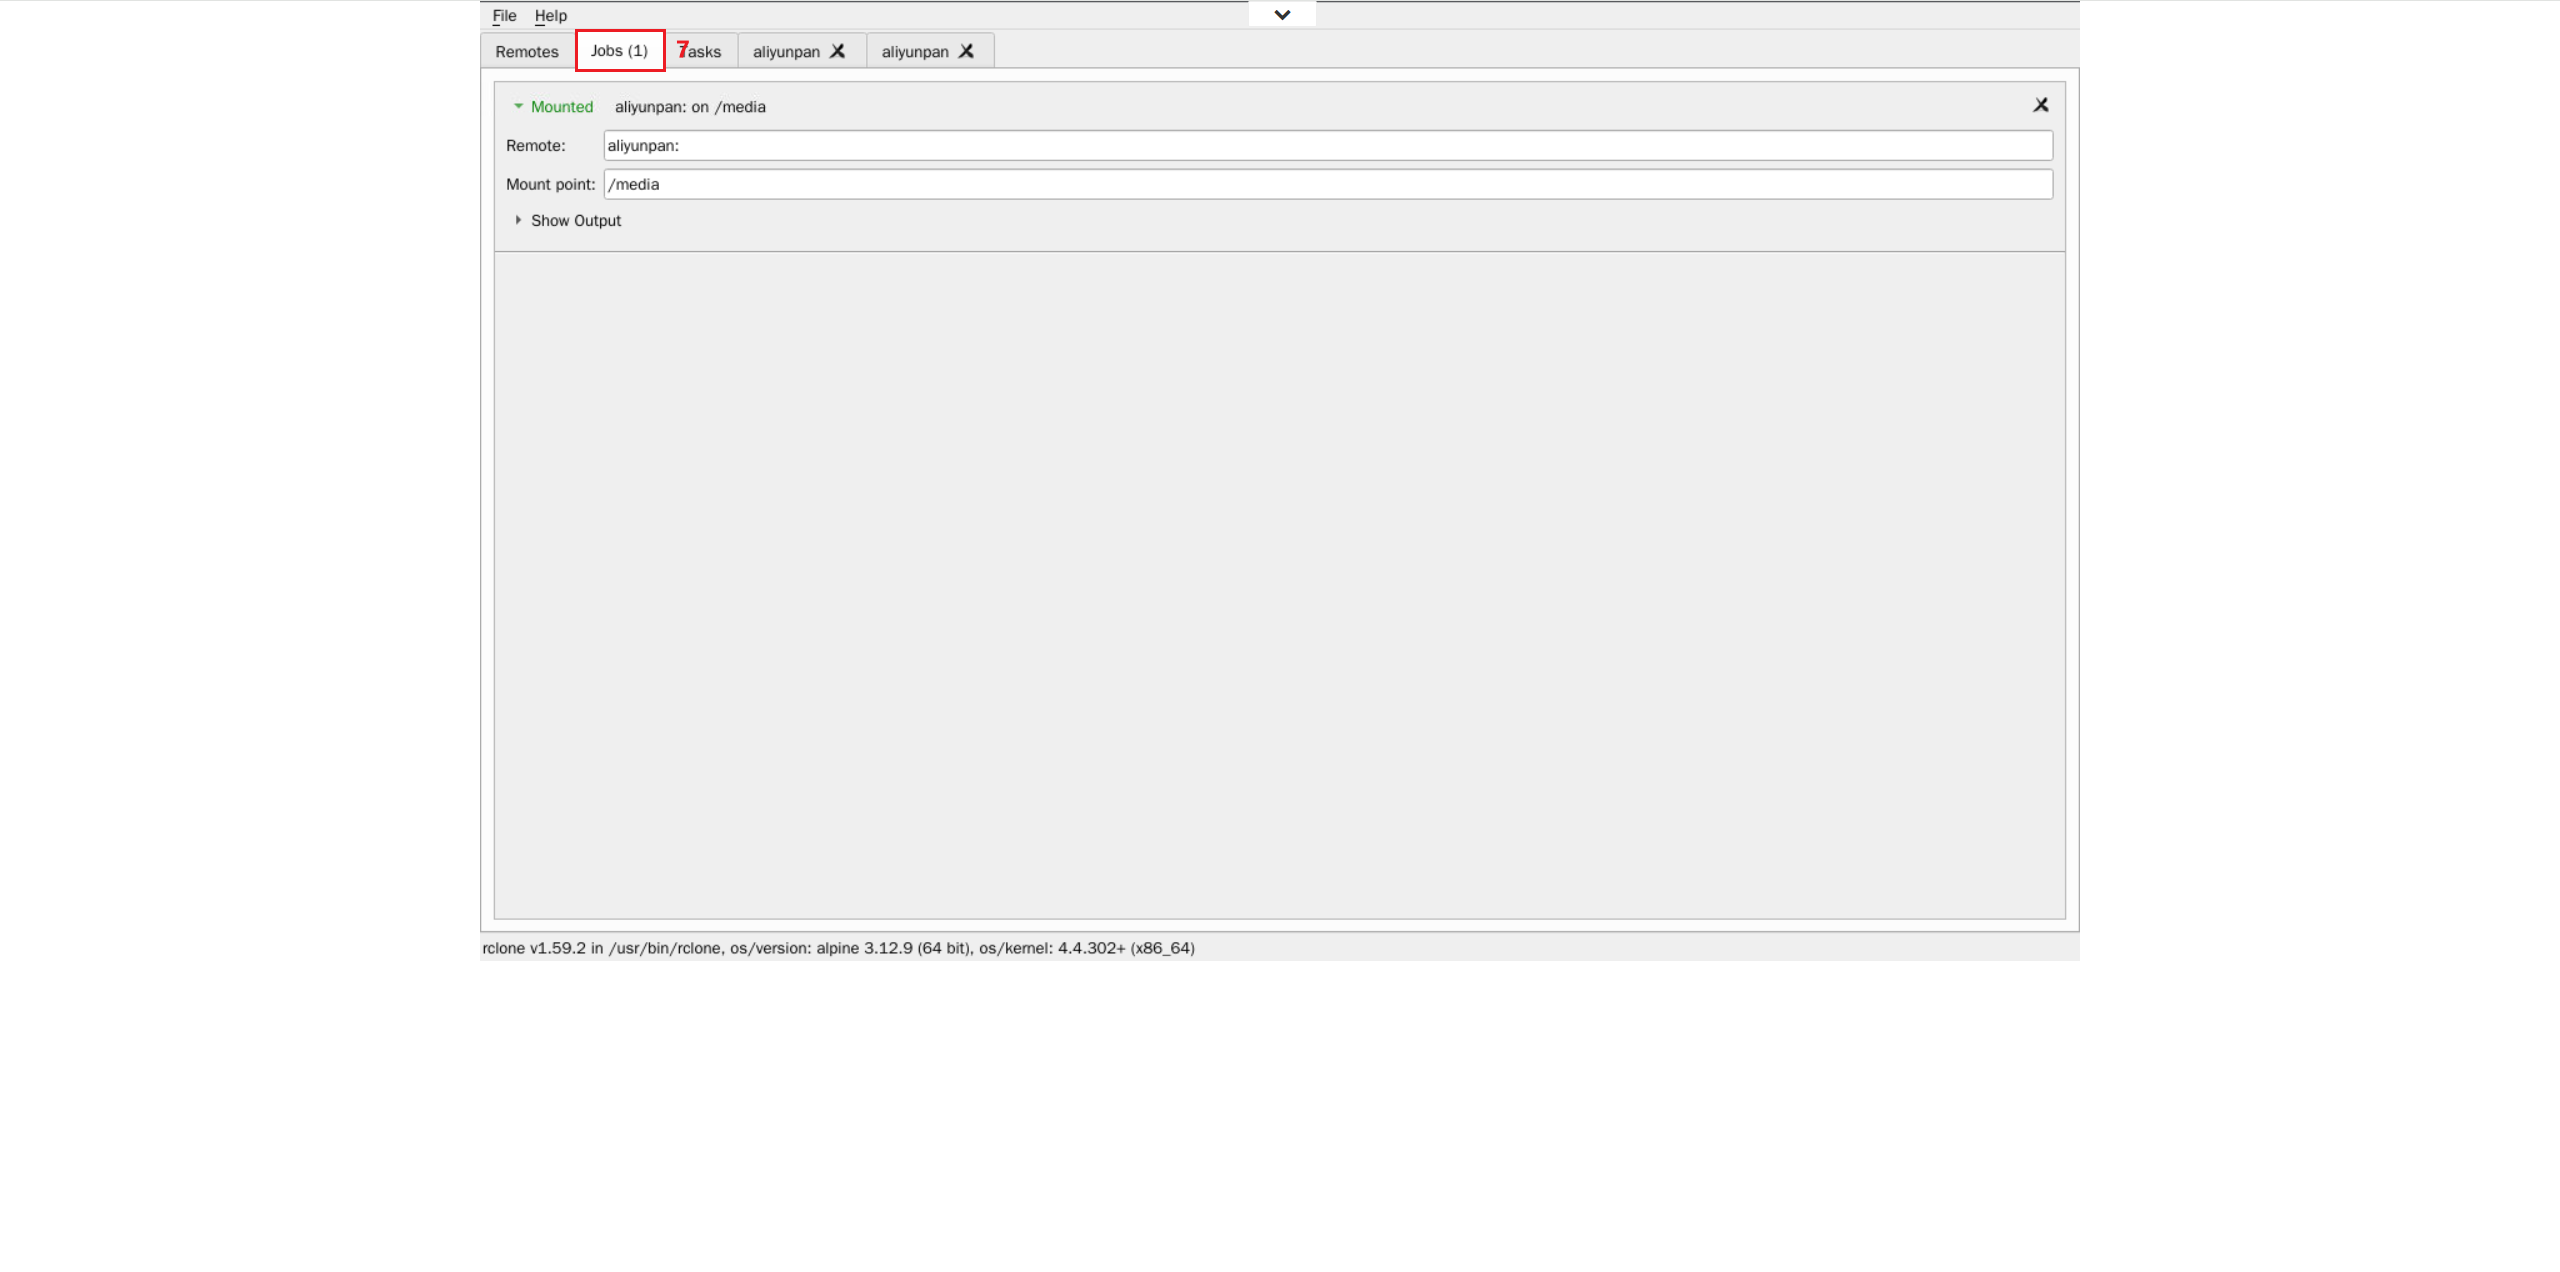 File Help
Remotes Jobs (1) 7 Tasks aliyunpan aliyunpan
Mounted aliyunpan: on /media
Remote: aliyunpan:
Mount point: /media
Show Output
rclone v1.59.2 in /usr/bin/rclone, os/version: alpine 3.12.9 (64 bit), os/kernel: 4.4.302+ (x86_64)